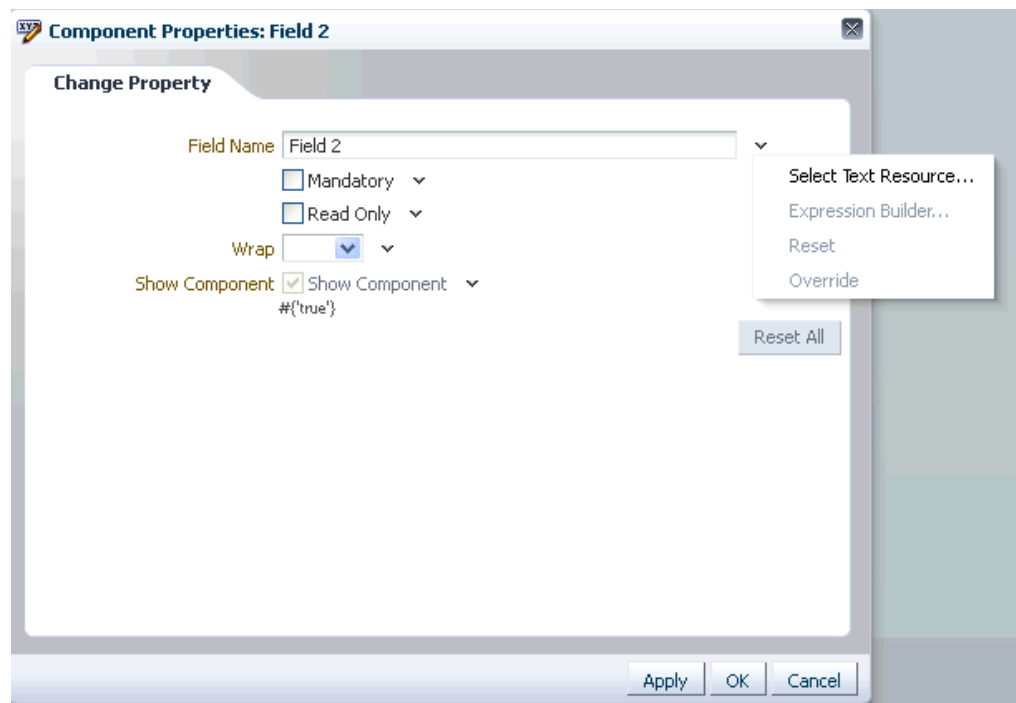 Component Properties: Field 2
Change Property
Field Name Field 2
Select Text Resource...
Mandatory
Expression Builder...
Read Only
Reset
Wrap
Override
Show Component Show Component
#{'true'}
Reset All
Apply OK Cancel